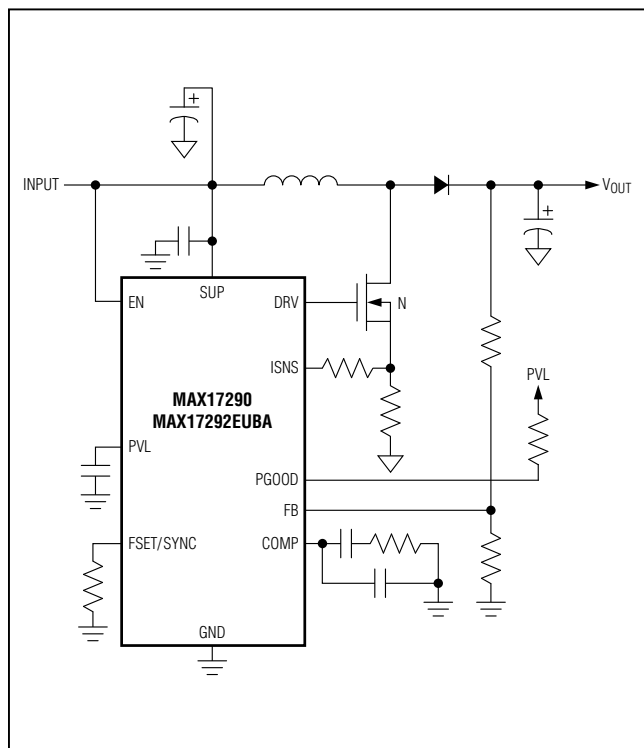 INPUT
+
VOUT
+
SUP
EN
DRV
N
ISNS
MAX17290
MAX17292EUBA
PVL
PVL
PGOOD
FB
FSET/SYNC
COMP
GND